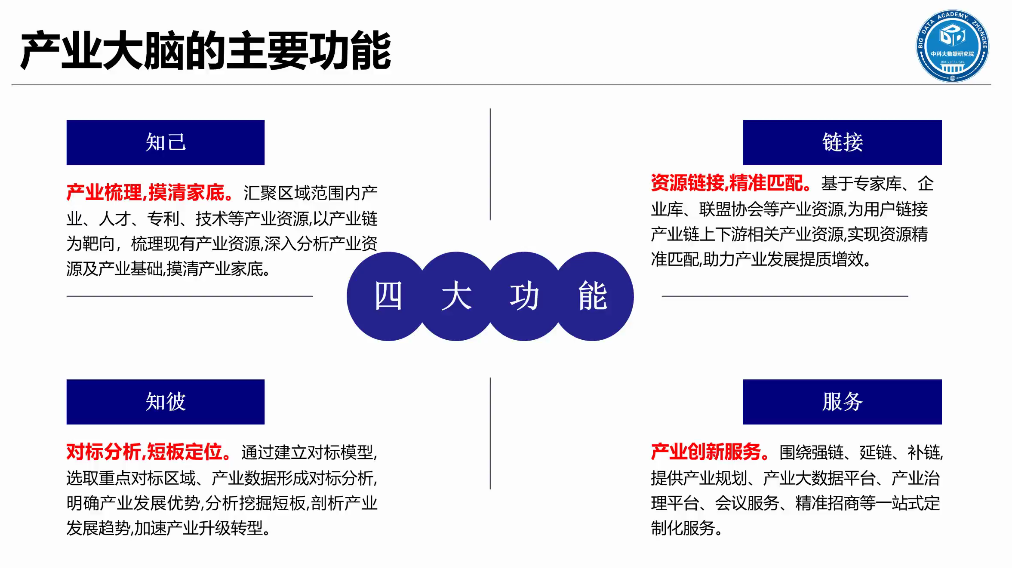 产业大脑的主要功能
BIG DATA ACADEMY, ZHONGKE
中科大数据研究院
知己
产业梳理,摸清家底。汇聚区域范围内产
业、人才、专利、技术等产业资源,以产业链
为靶向，梳理现有产业资源,深入分析产业资
源及产业基础,摸清产业家底。
链接
资源链接,精准匹配。基于专家库、企
业库、联盟协会等产业资源,为用户链接
产业链上下游相关产业资源,实现资源精
准匹配,助力产业发展提质增效。
四大功能
知彼
对标分析,短板定位。通过建立对标模型,
选取重点对标区域、产业数据形成对标分析,
明确产业发展优势,分析挖掘短板,剖析产业
发展趋势,加速产业升级转型。
服务
产业创新服务。围绕强链、延链、补链,
提供产业规划、产业大数据平台、产业治
理平台、会议服务、精准招商等一站式定
制化服务。